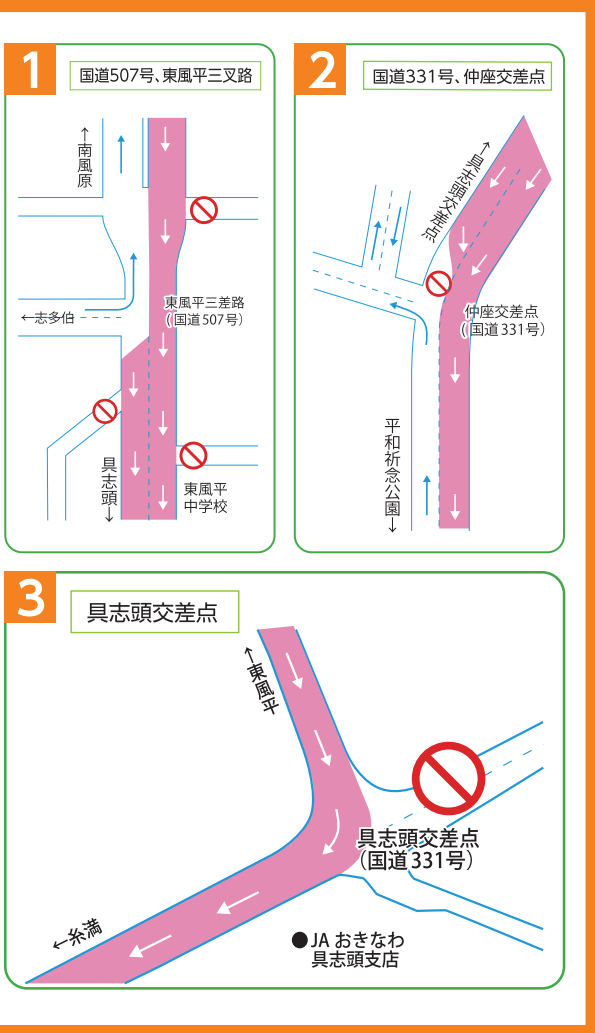 1
国道507号、東風平三叉路
←南風原
東風平三差路
(国道507号)
←志多伯
具志頭→
東風平
中学校
2
国道331号、仲座交差点
←具志頭交差点
仲座交差点
(国道331号)
平和祈念公園→
3
具志頭交差点
←東風平
具志頭交差点
(国道331号)
←糸満
●JAおきなわ
具志頭支店